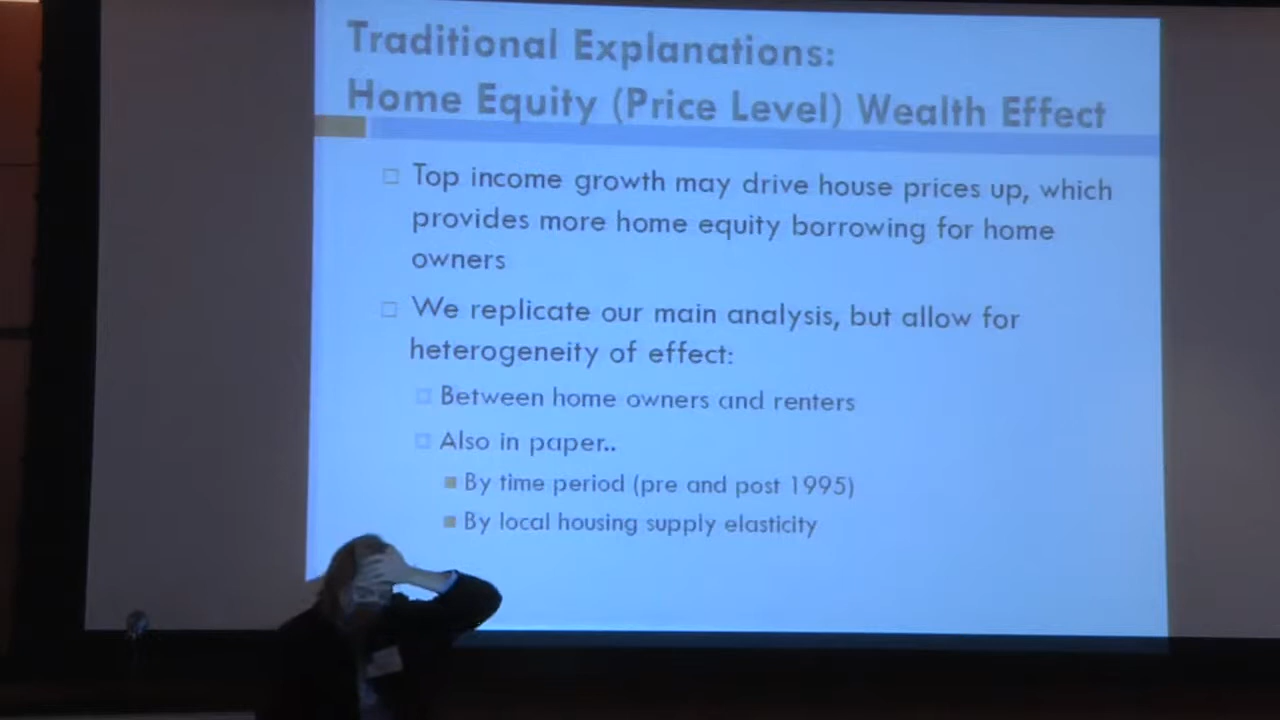 Traditional Explanations:
Home Equity (Price Level) Wealth Effect
Top income growth may drive house prices up, which
provides more home equity borrowing for home
owners
We replicate our main analysis, but allow for
heterogeneity of effect:
Between home owners and renters
Also in paper..
By time period (pre and post 1995)
By local housing supply elasticity